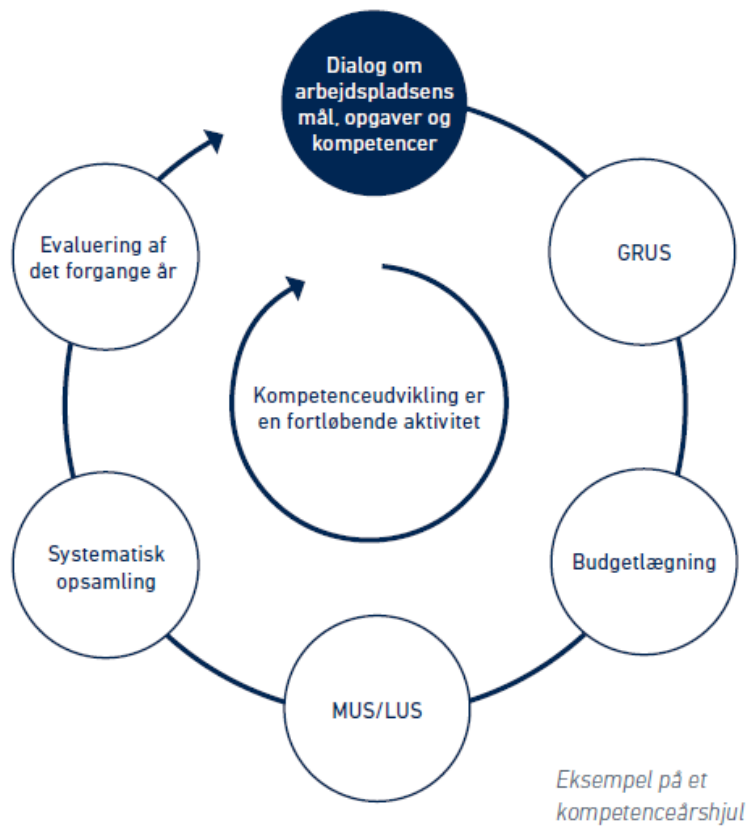 Dialog om
arbejdspladsens
mål, opgaver og
kompetencer
GRUS
Budgetlægning
MUS/LUS
Systematisk
opsamling
Evaluering af
det forgange år
Kompetenceudvikling er
en fortløbende aktivitet
Eksempel på et
kompetenceårshjul